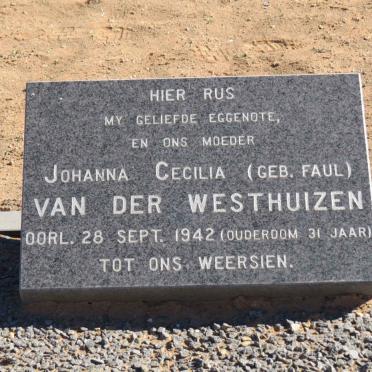 HIER RUS
MY GELIEFDE EGGENOTE,
EN ONS MOEDER
JOHANNA CECILIA (GEB. FAUL)
VAN DER WESTHUIZEN
OORL. 28 SEPT. 1942 (OUDERDOM 31 JAAR)
TOT ONS WEERSIEN.